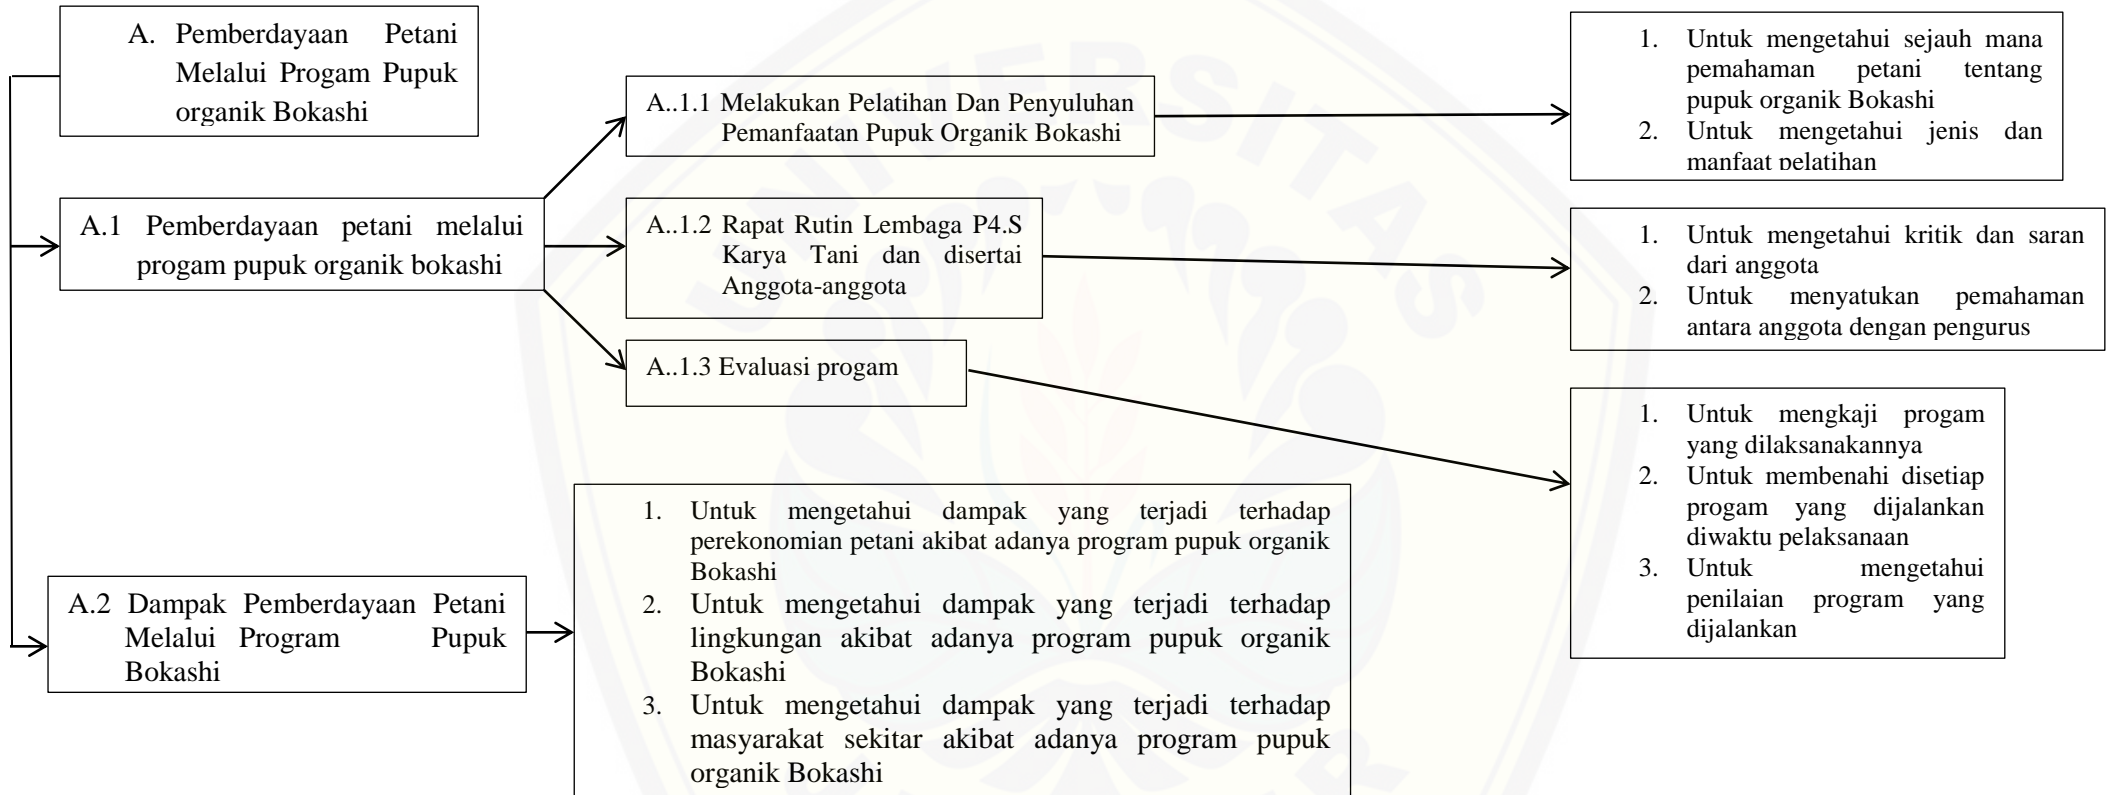 A. Pemberdayaan Petani
Melalui Progam Pupuk
organik Bokashi
A.1 Pemberdayaan petani melalui
progam pupuk organik bokashi
A..1.1 Melakukan Pelatihan Dan Penyuluhan
Pemanfaatan Pupuk Organik Bokashi
1. Untuk mengetahui sejauh mana
pemahaman petani tentang
pupuk organik Bokashi
2. Untuk mengetahui jenis dan
manfaat pelatihan
A..1.2 Rapat Rutin Lembaga P4.S
Karya Tani dan disertai
Anggota-anggota
1. Untuk mengetahui kritik dan saran
dari anggota
2. Untuk menyatukan pemahaman
antara anggota dengan pengurus
A..1.3 Evaluasi progam
1. Untuk mengkaji progam
yang dilaksanakannya
2. Untuk membenahi disetiap
progam yang dijalankan
diwaktu pelaksanaan
3. Untuk mengetahui
penilaian program yang
dijalankan
A.2 Dampak Pemberdayaan Petani
Melalui Program Pupuk
Bokashi
1. Untuk mengetahui dampak yang terjadi terhadap
perekonomian petani akibat adanya program pupuk organik
Bokashi
2. Untuk mengetahui dampak yang terjadi terhadap
lingkungan akibat adanya program pupuk organik
Bokashi
3. Untuk mengetahui dampak yang terjadi terhadap
masyarakat sekitar akibat adanya program pupuk
organik Bokashi
UNIVERSITAS